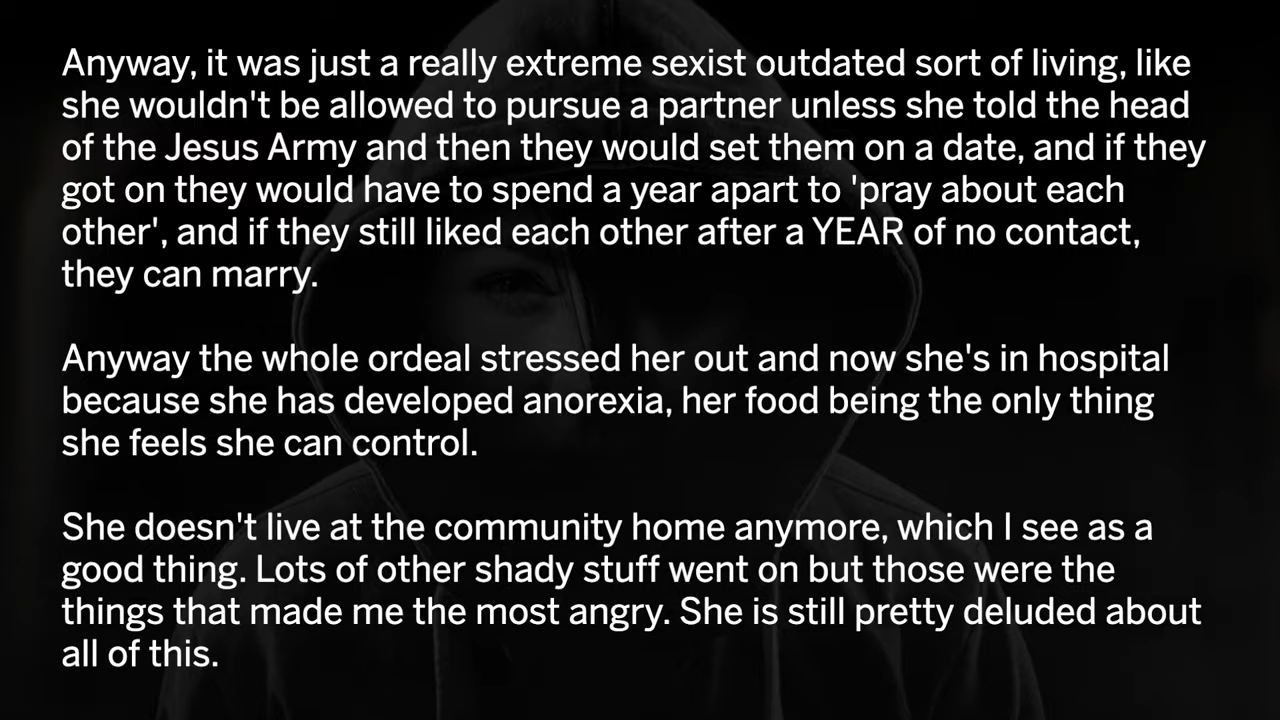 Anyway, it was just a really extreme sexist outdated sort of living, like
she wouldn't be allowed to pursue a partner unless she told the head
of the Jesus Army and then they would set them on a date, and if they
got on they would have to spend a year apart to 'pray about each
other', and if they still liked each other after a YEAR of no contact,
they can marry.
Anyway the whole ordeal stressed her out and now she's in hospital
because she has developed anorexia, her food being the only thing
she feels she can control.
She doesn't live at the community home anymore, which I see as a
good thing. Lots of other shady stuff went on but those were the
things that made me the most angry. She is still pretty deluded about
all of this.